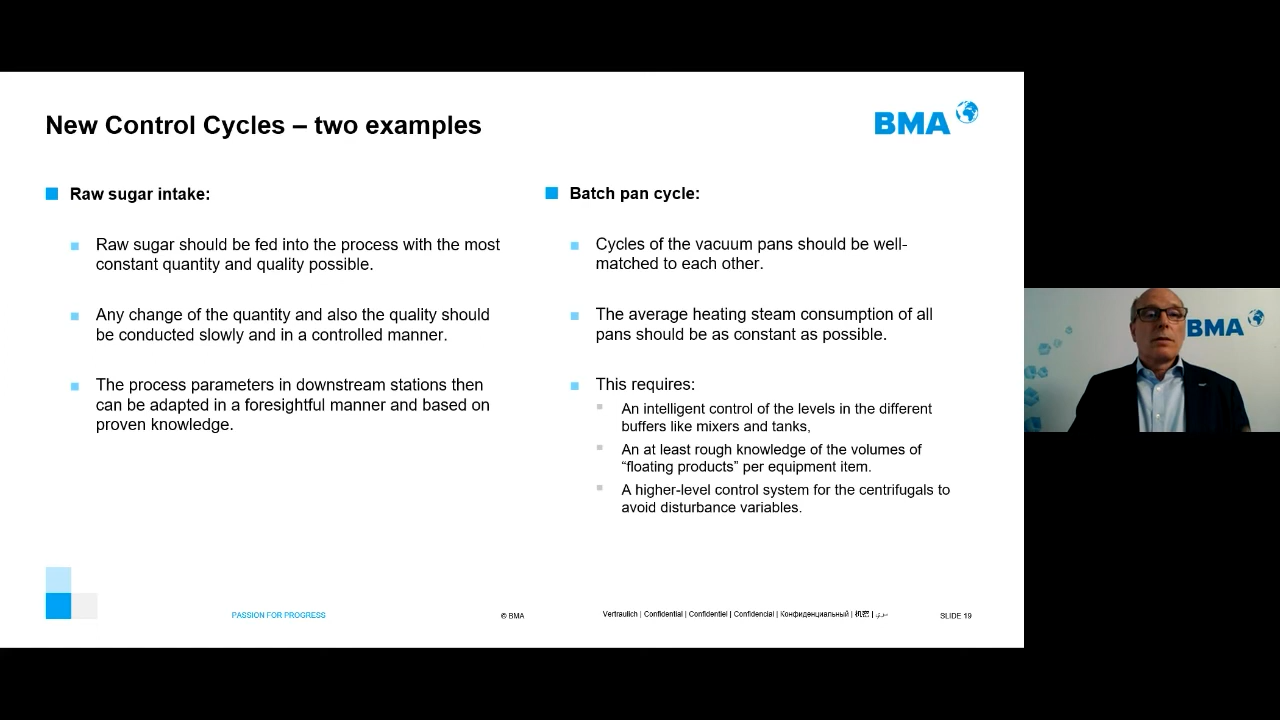 New Control Cycles – two examples
BMA
Raw sugar intake:
Raw sugar should be fed into the process with the most
constant quantity and quality possible.
Any change of the quantity and also the quality should
be conducted slowly and in a controlled manner.
The process parameters in downstream stations then
can be adapted in a foresightful manner and based on
proven knowledge.
Batch pan cycle:
Cycles of the vacuum pans should be well-
matched to each other.
The average heating steam consumption of all
pans should be as constant as possible.
This requires:
An intelligent control of the levels in the different
buffers like mixers and tanks,
An at least rough knowledge of the volumes of
“floating products” per equipment item.
A higher-level control system for the centrifugals to
avoid disturbance variables.
PASSION FOR PROGRESS
© BMA
Vertraulich | Confidential | Confidentiel | Confidencial | Конфиденциальный | 机密 | سري
SLIDE 19
BMA